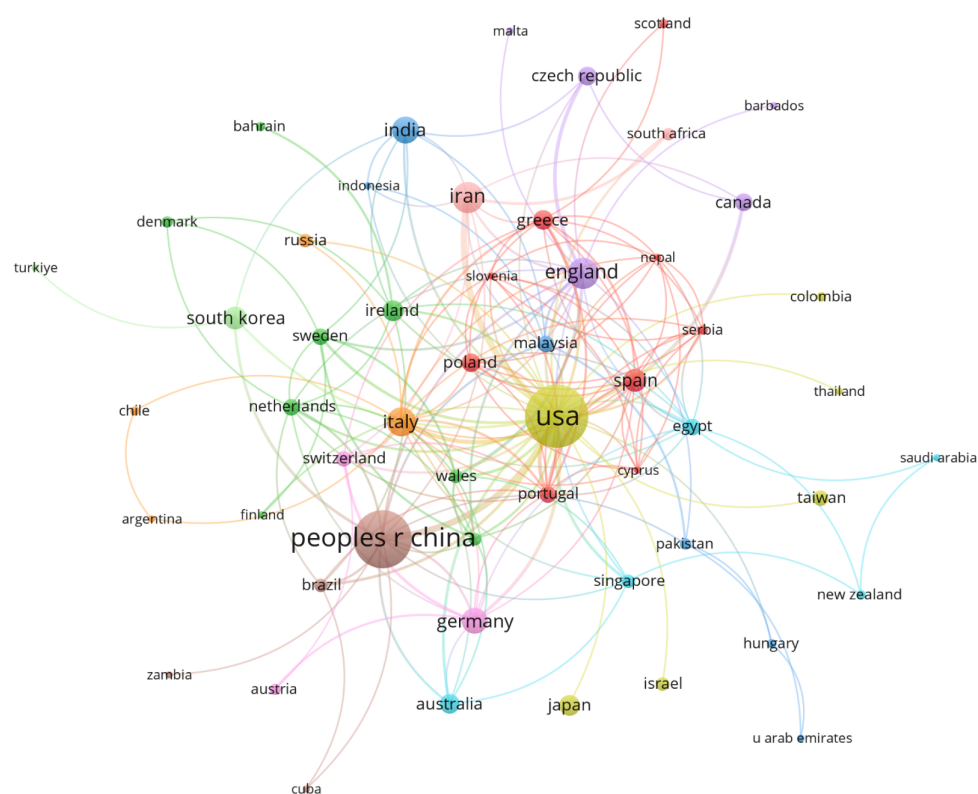 scotland
malta
czech republic
barbados
bahrain
india
south africa
indonesia
iran
canada
denmark
greece
russia
nepal
turkiye
slovenia
england
colombia
ireland
south korea
sweden
malaysia
serbia
poland
spain
thailand
netherlands
chile
italy
usa
egypt
switzerland
saudi arabia
wales
cyprus
portugal
taiwan
argentina
finland
peoples r china
pakistan
brazil
singapore
new zealand
germany
hungary
zambia
austria
israel
australia
japan
u arab emirates
cuba